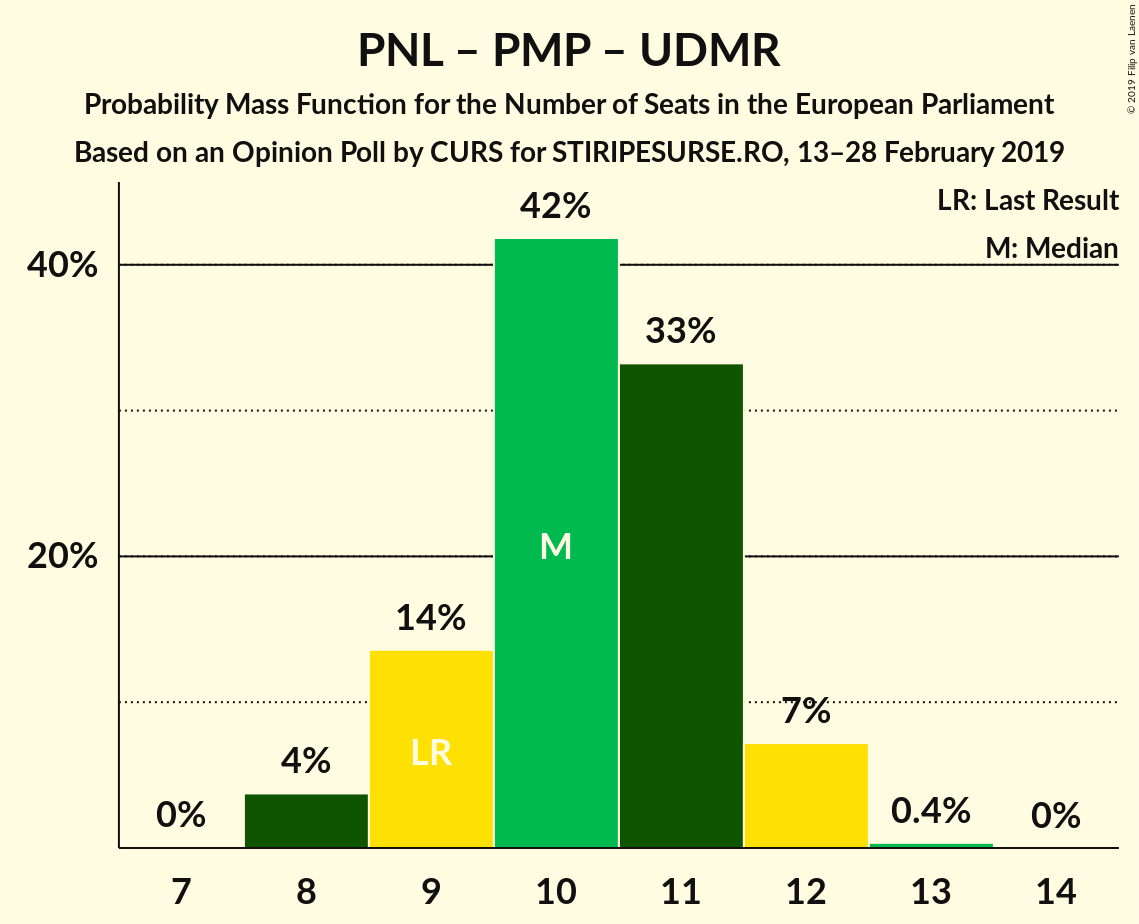 PNL – PMP – UDMR
Probability Mass Function for the Number of Seats in the European Parliament
Based on an Opinion Poll by CURS for STIRIPESURSE.RO, 13–28 February 2019
© 2019 Filip van Laenen
LR: Last Result
M: Median
40%
20%
0%
4%
14%
42%
33%
7%
0.4%
0%
LR
M
7
8
9
10
11
12
13
14